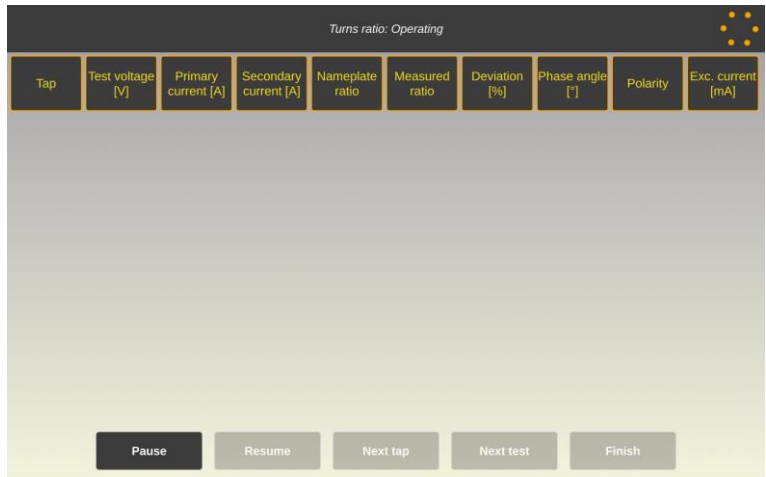 Turns ratio: Operating
Tap
Test voltage
[V]
Primary
current [A]
Secondary
current [A]
Nameplate
ratio
Measured
ratio
Deviation
[%]
Phase angle
[°]
Polarity
Exc. current
[mA]
Pause
Resume
Next tap
Next test
Finish